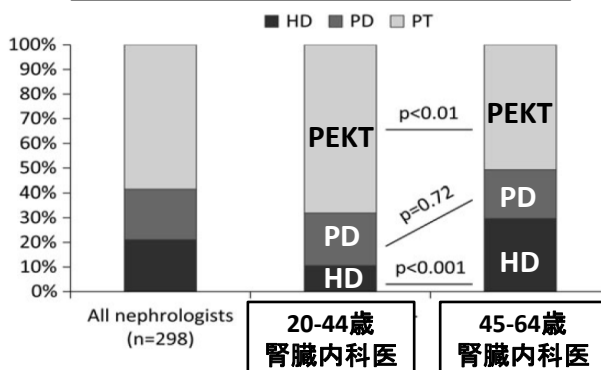 HD PD PT
100%
90%
80%
70%
60%
50%
40%
30%
20%
10%
0%
PEKT
PD
HD
p<0.01
p=0.72
p<0.001
PEKT
PD
HD
All nephrologists
(n=298)
20-44歳
腎臓内科医
45-64歳
腎臓内科医